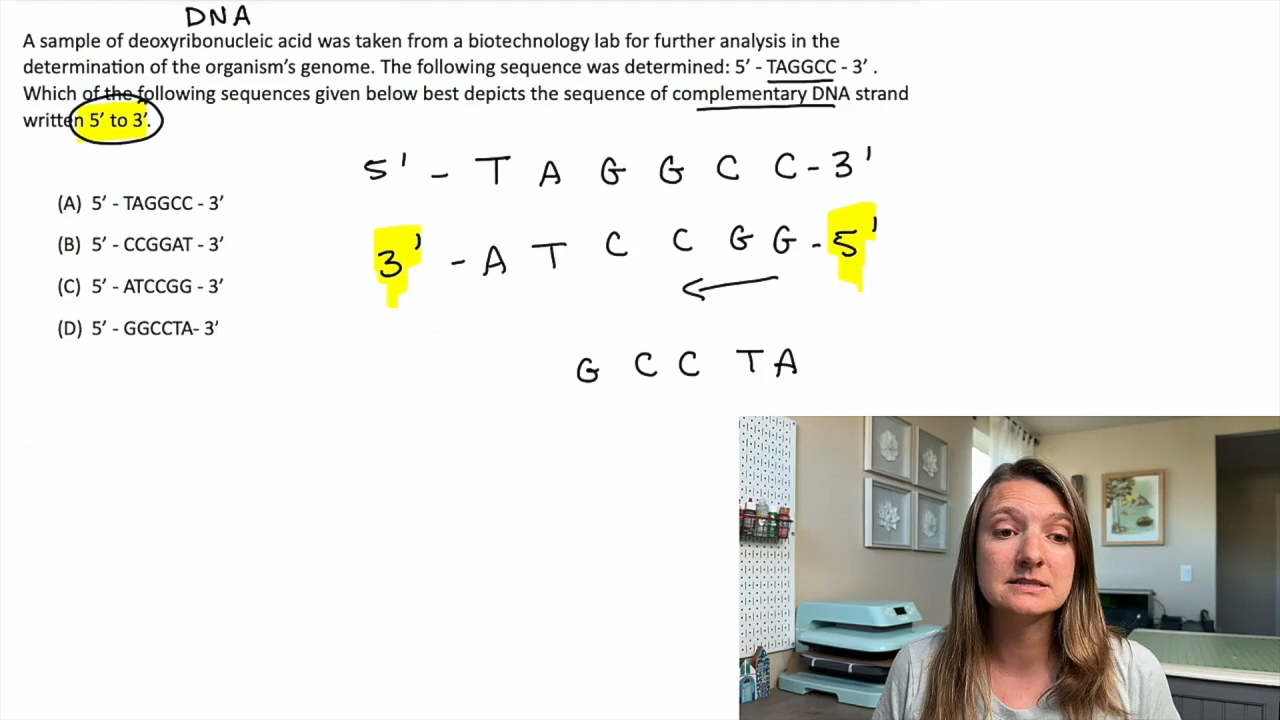 DNA
A sample of deoxyribonucleic acid was taken from a biotechnology lab for further analysis in the
determination of the organism's genome. The following sequence was determined: 5' - TAGGCC - 3' .
Which of the following sequences given below best depicts the sequence of complementary DNA strand
written 5' to 3'.
5' - T A G G C C - 3'
(A) 5' - TAGGCC - 3'
(B) 5' - CCGGAT - 3'
3' - A T C C G G - 5'
(C) 5' - ATCCGG - 3'
(D) 5' - GGCCTA- 3'
G C C T A